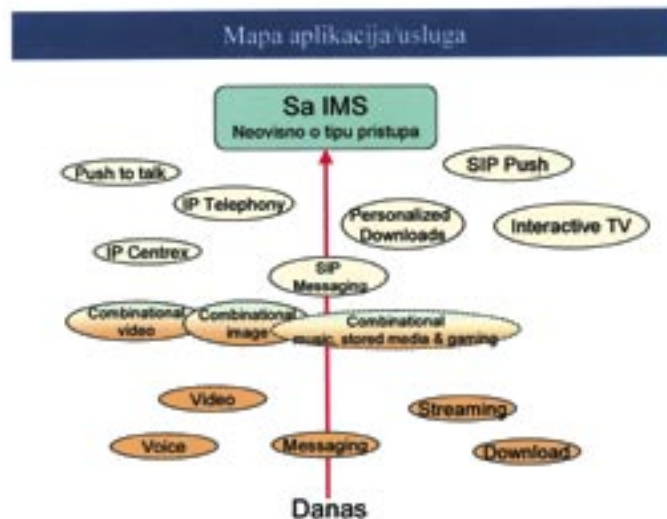 Mapa aplikacija/usluga
Sa IMS
Neovisno o tipu pristupa
Push to talk
SIP Push
IP Telephony
Personalized
Downloads
Interactive TV
IP Centrex
SIP
Messaging
Combinational
video
Combinational
image
Combinational
music, stored media & gaming
Video
Streaming
Voice
Messaging
Download
Danas